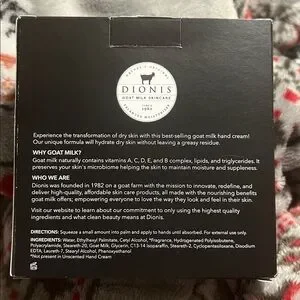 DIONIS
GOAT MILK SKINCARE
SINCE
1982
Experience the transformation of dry skin with this best-selling goat milk hand cream!
Our unique formula will hydrate dry skin without leaving a greasy residue.
WHY GOAT MILK?
Goat milk naturally contains vitamins A, C, D, E, and B complex, lipids, and triglycerides. It
preserves your skin's microbiome helping the skin to maintain moisture and suppleness.
WHO WE ARE
Dionis was founded in 1982 on a goat farm with the mission to innovate, redefine, and
deliver high-quality, affordable skin care products, all made with the nourishing benefits
goat milk offers; empowering everyone to love the way they look and feel in their skin.
Visit our website to learn about our commitment to only using the highest quality
ingredients and what clean beauty means at Dionis.
DIRECTIONS: Squeeze a small amount into palm and apply to hands until absorbed. For external use only.
INGREDIENTS: Water, Ethylhexyl Palmitate, Cetyl Alcohol, *Fragrance, Hydrogenated Polyisobutene,
Polyacrylamide, Steareth-20, Goat Milk, Glycerin, C13-14 Isoparaffin, Steareth-2, Cyclopentasiloxane, Disodium
EDTA, Laureth-7, Stearyl Alcohol, Phenoxyethanol
*Not present in Unscented Hand Cream